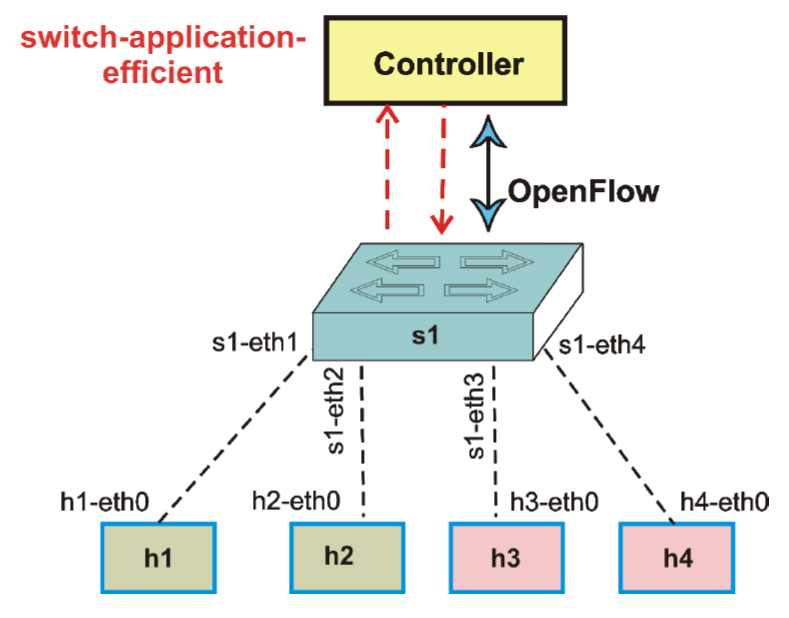 switch-application-
efficient
Controller
OpenFlow
s1
s1-eth1
s1-eth2
s1-eth3
s1-eth4
h1-eth0
h2-eth0
h3-eth0
h4-eth0
h1
h2
h3
h4